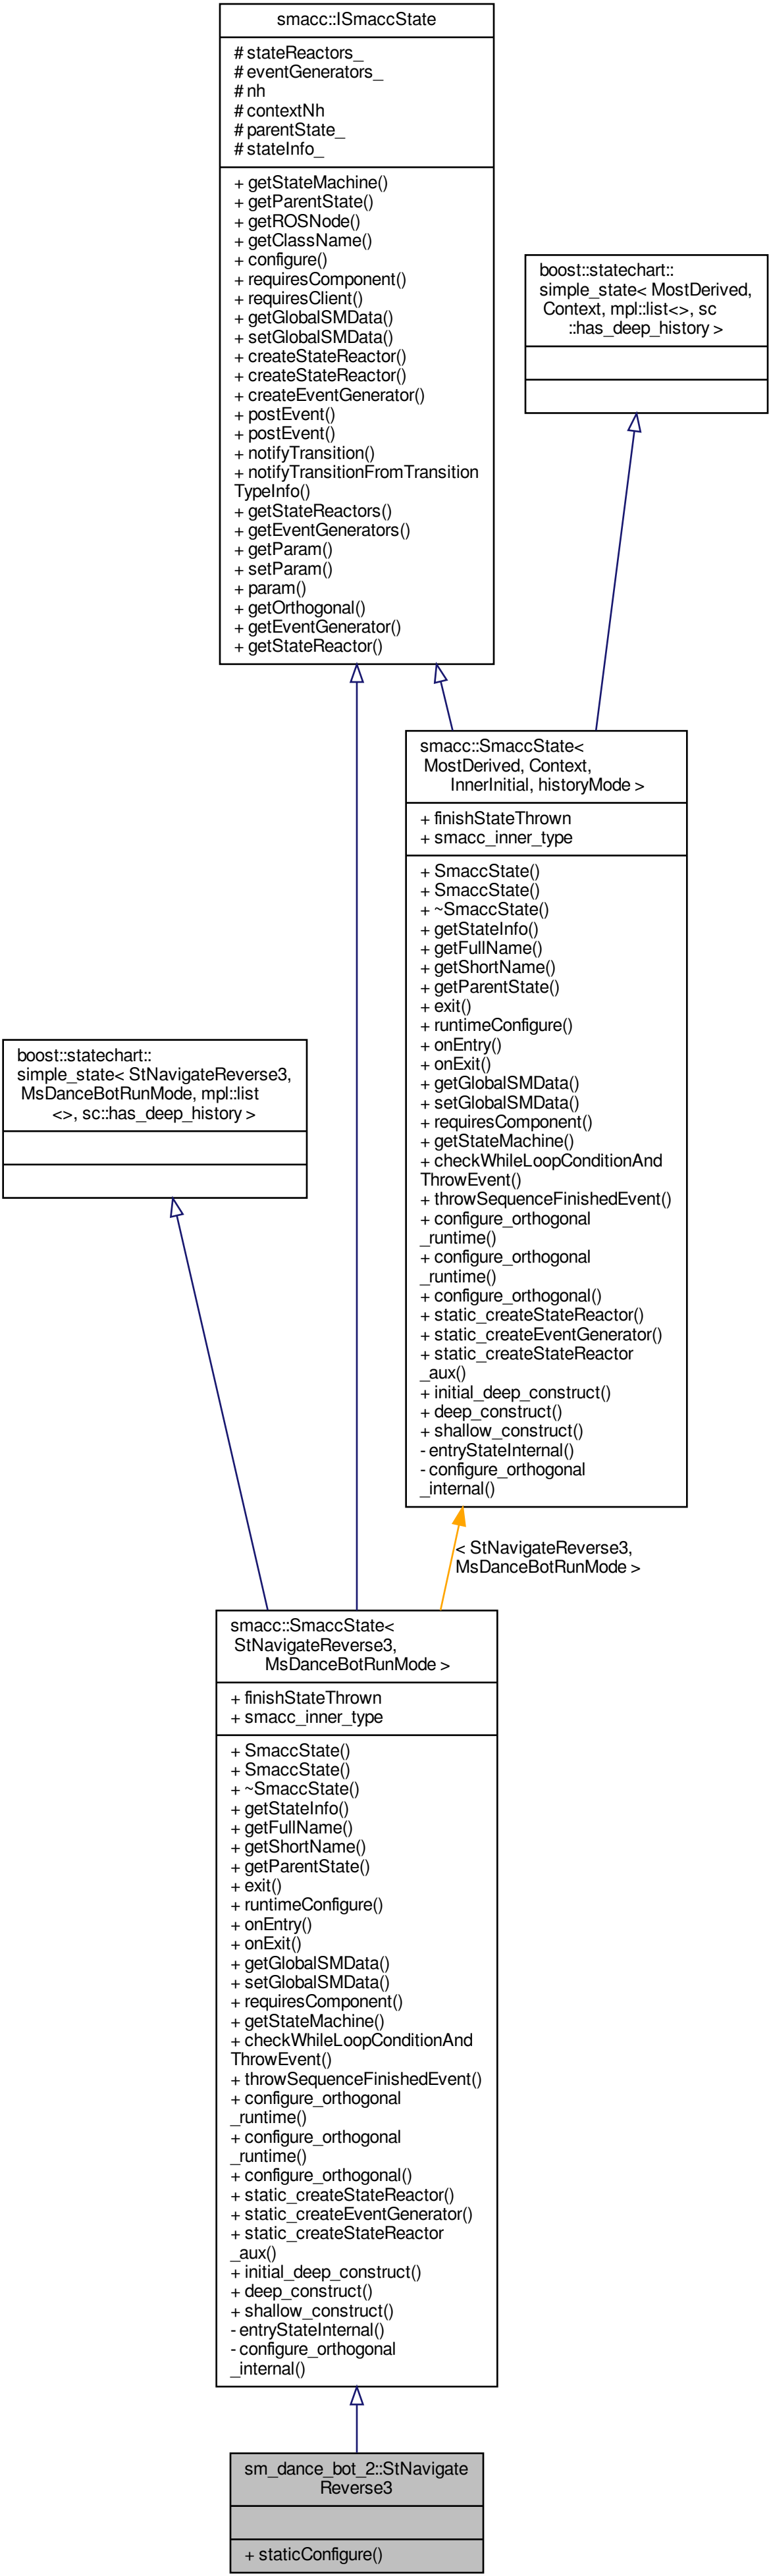 smacc::ISmaccState
# stateReactors_
# eventGenerators_
# nh
# contextNh
# parentState_
# stateInfo_
+ getStateMachine()
+ getParentState()
+ getROSNode()
+ getClassName()
+ configure()
+ requiresComponent()
+ requiresClient()
+ getGlobalSMData()
+ setGlobalSMData()
+ createStateReactor()
+ createStateReactor()
+ createEventGenerator()
+ postEvent()
+ postEvent()
+ notifyTransition()
+ notifyTransitionFromTransition
TypeInfo()
+ getStateReactors()
+ getEventGenerators()
+ getParam()
+ setParam()
+ param()
+ getOrthogonal()
+ getEventGenerator()
+ getStateReactor()
boost::statechart::
simple_state< MostDerived,
Context, mpl::list<>, sc
::has_deep_history >
smacc::SmaccState<
MostDerived, Context,
InnerInitial, historyMode >
+ finishStateThrown
+ smacc_inner_type
+ SmaccState()
+ SmaccState()
+ ~SmaccState()
+ getStateInfo()
+ getFullName()
+ getShortName()
+ getParentState()
+ exit()
+ runtimeConfigure()
+ onEntry()
+ onExit()
+ getGlobalSMData()
+ setGlobalSMData()
+ requiresComponent()
+ getStateMachine()
+ checkWhileLoopConditionAnd
ThrowEvent()
+ throwSequenceFinishedEvent()
+ configure_orthogonal
_runtime()
+ configure_orthogonal
_runtime()
+ configure_orthogonal()
+ static_createStateReactor()
+ static_createEventGenerator()
+ static_createStateReactor
_aux()
+ initial_deep_construct()
+ deep_construct()
+ shallow_construct()
- entryStateInternal()
- configure_orthogonal
_internal()
boost::statechart::
simple_state< StNavigateReverse3,
MsDanceBotRunMode, mpl::list
<>, sc::has_deep_history >
< StNavigateReverse3,
MsDanceBotRunMode >
smacc::SmaccState<
StNavigateReverse3,
MsDanceBotRunMode >
+ finishStateThrown
+ smacc_inner_type
+ SmaccState()
+ SmaccState()
+ ~SmaccState()
+ getStateInfo()
+ getFullName()
+ getShortName()
+ getParentState()
+ exit()
+ runtimeConfigure()
+ onEntry()
+ onExit()
+ getGlobalSMData()
+ setGlobalSMData()
+ requiresComponent()
+ getStateMachine()
+ checkWhileLoopConditionAnd
ThrowEvent()
+ throwSequenceFinishedEvent()
+ configure_orthogonal
_runtime()
+ configure_orthogonal
_runtime()
+ configure_orthogonal()
+ static_createStateReactor()
+ static_createEventGenerator()
+ static_createStateReactor
_aux()
+ initial_deep_construct()
+ deep_construct()
+ shallow_construct()
- entryStateInternal()
- configure_orthogonal
_internal()
sm_dance_bot_2::StNavigate
Reverse3
+ staticConfigure()